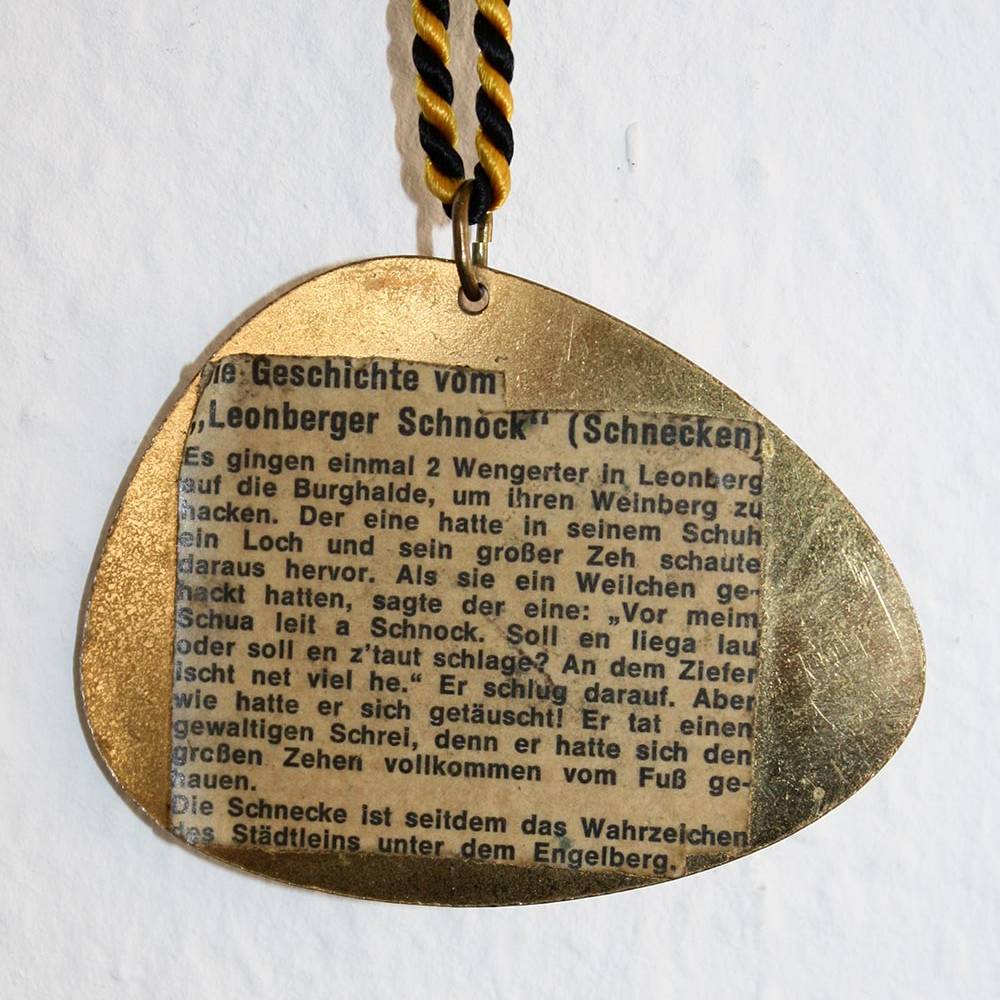 ie Geschichte vom
„Leonberger Schnock“ (Schnecken)
Es gingen einmal 2 Wengerter in Leonberg
auf die Burghalde, um ihren Weinberg zu
hacken. Der eine hatte in seinem Schuh
ein Loch und sein großer Zeh schaute
daraus hervor. Als sie ein Weilchen ge-
hackt hatten, sagte der eine: „Vor meim
Schua leit a Schnock. Soll en liega lau
oder soll en z'taut schlage? An dem Ziefer
ischt net viel he.“ Er schlug darauf. Aber
wie hatte er sich getäuscht! Er tat einen
gewaltigen Schrei, denn er hatte sich den
großen Zehen vollkommen vom Fuß ge-
hauen.
Die Schnecke ist seitdem das Wahrzeichen
des Städtleins unter dem Engelberg.